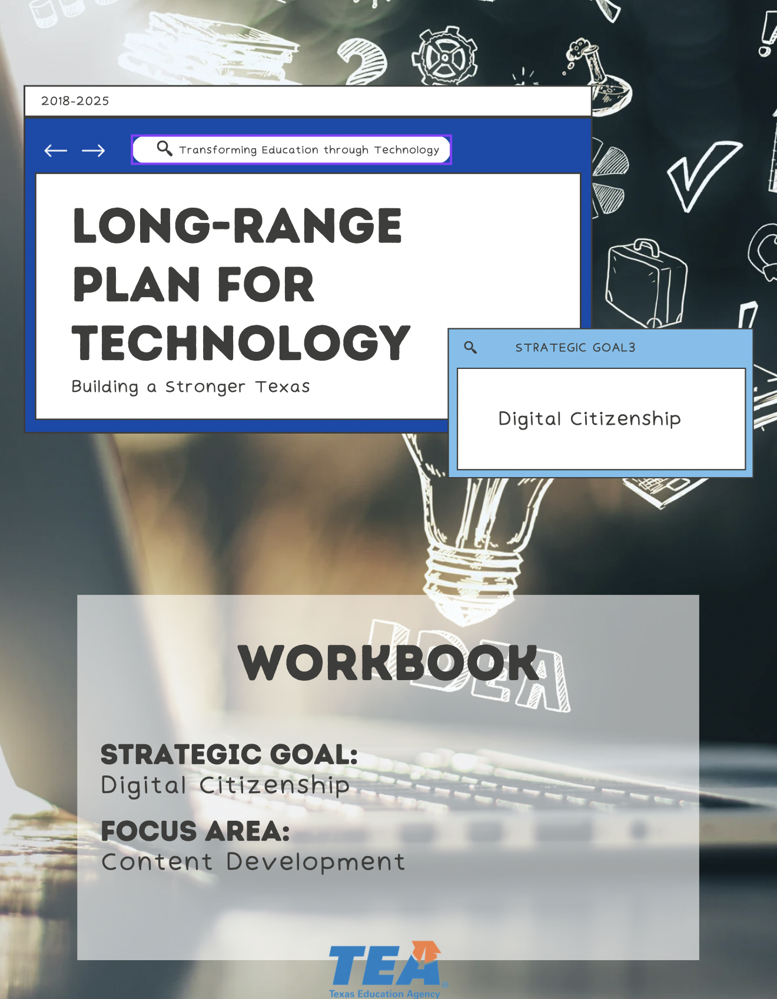 2018-2025
Transforming Education through Technology
LONG-RANGE
PLAN FOR
TECHNOLOGY
Building a Stronger Texas
STRATEGIC GOAL3
Digital Citizenship
IDEA
WORKBOOK
STRATEGIC GOAL:
Digital Citizenship
FOCUS AREA:
Content Development
TEA
®
Texas Education Agency